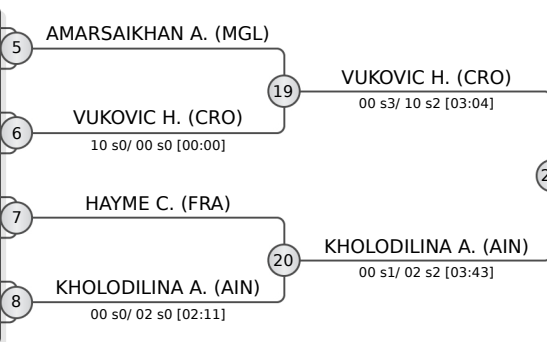 5
AMARSAIKHAN A. (MGL)
19
VUKOVIC H. (CRO)
00 s3/ 10 s2 [03:04]
6
VUKOVIC H. (CRO)
10 s0/ 00 s0 [00:00]
7
HAYME C. (FRA)
20
KHOLODILINA A. (AIN)
00 s1/ 02 s2 [03:43]
8
KHOLODILINA A. (AIN)
00 s0/ 02 s0 [02:11]